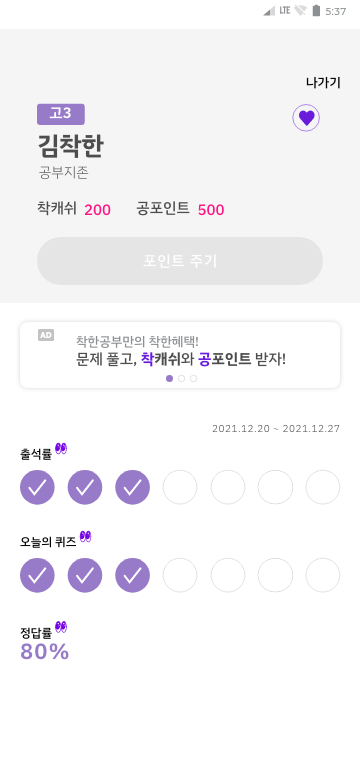 LTE 5:37
나가기
고3
김착한
공부지존
착캐쉬 200 공포인트 500
포인트 주기
AD
착한공부만의 착한혜택!
문제 풀고, 착캐쉬와 공포인트 받자!
2021.12.20 ~ 2021.12.27
출석률
오늘의 퀴즈
정답률
80%